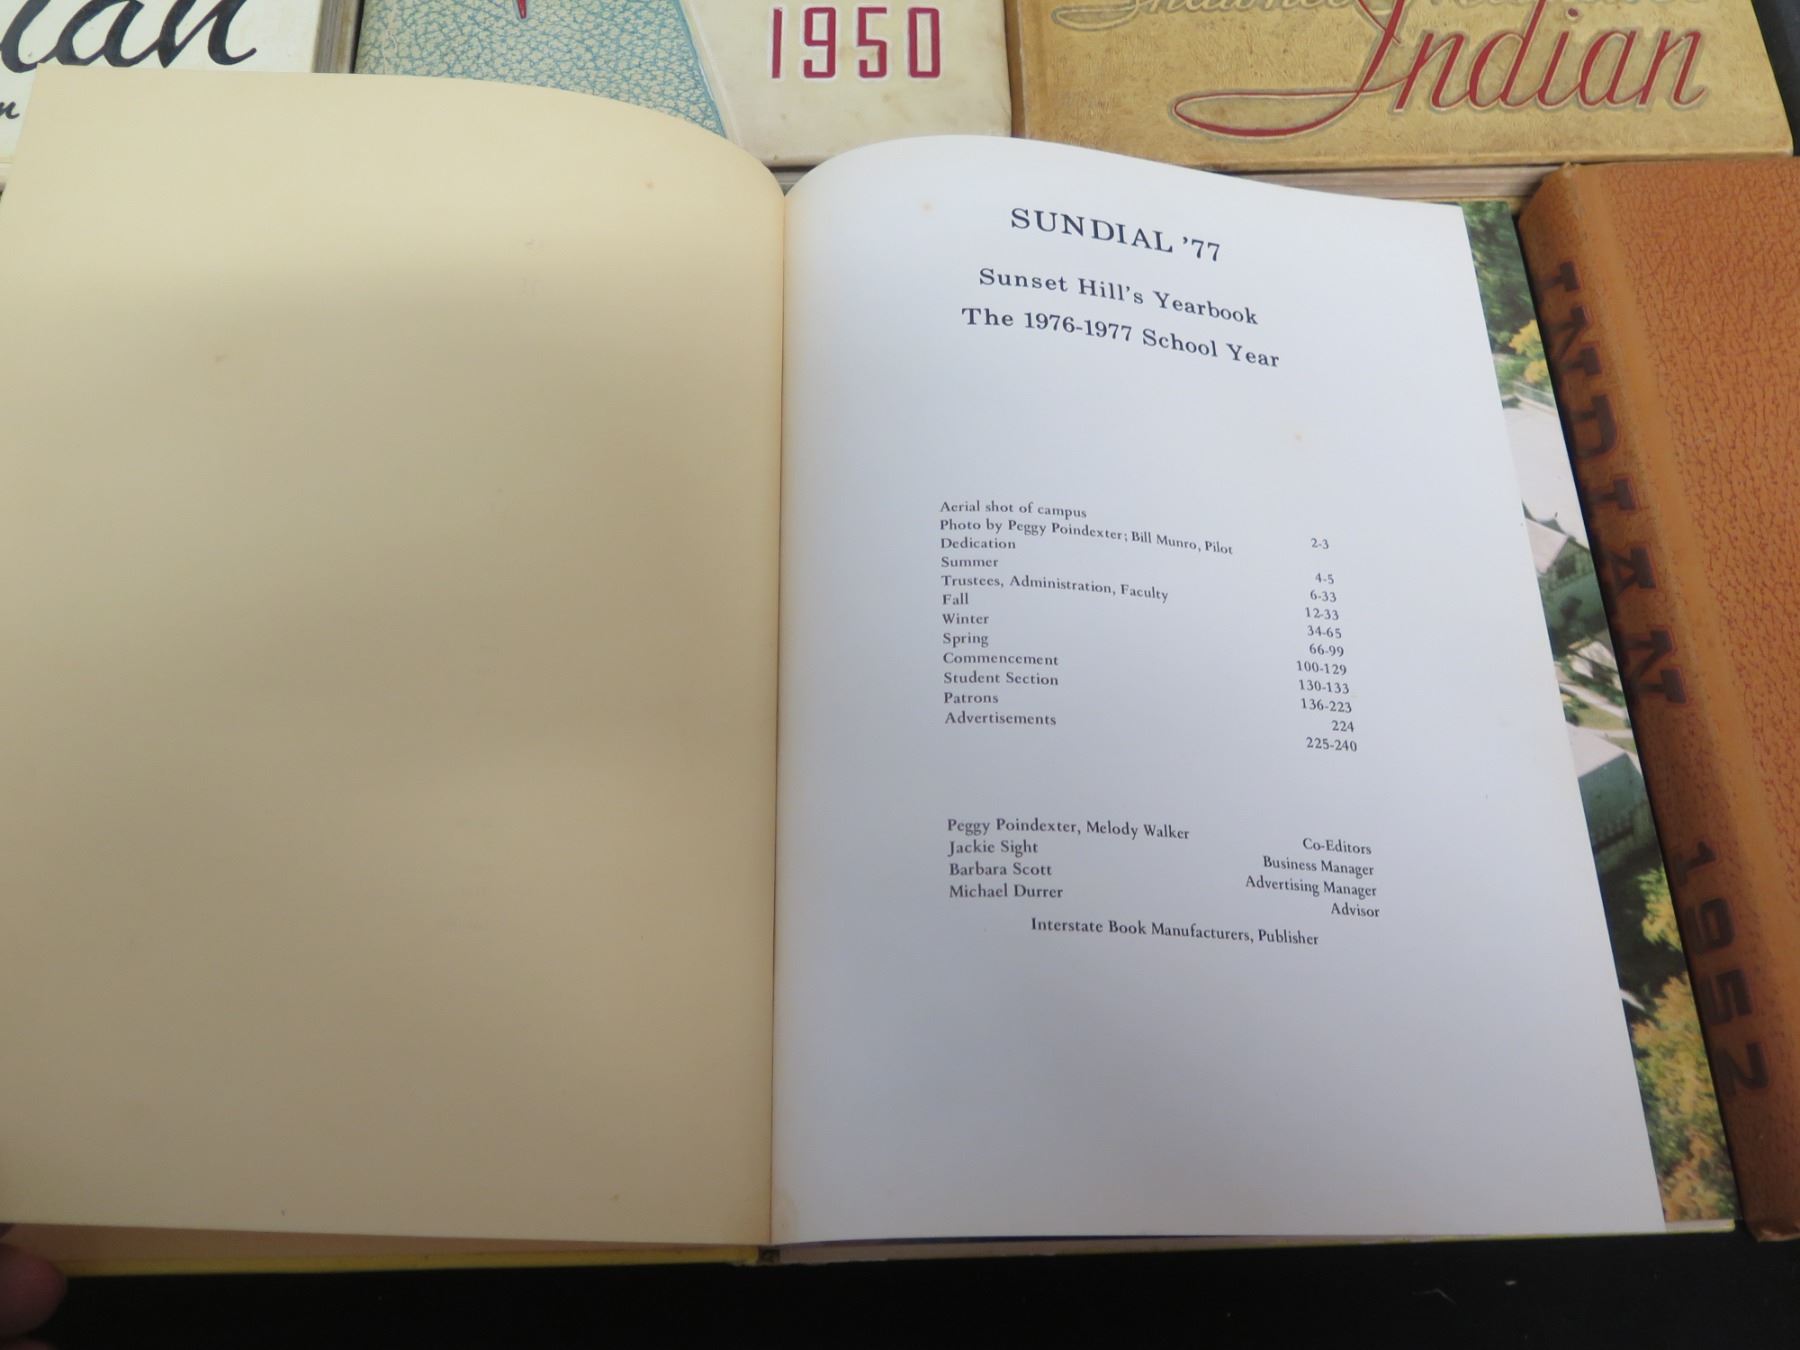 1950
Indian
SUNDIAL '77
Sunset Hill's Yearbook
The 1976-1977 School Year
Aerial shot of campus
Photo by Peggy Poindexter; Bill Munro, Pilot 2-3
Dedication 4-5
Summer 6-33
Trustees, Administration, Faculty 12-33
Fall 34-65
Winter 66-99
Spring 100-129
Commencement 130-133
Student Section 136-223
Patrons 224
Advertisements 225-240
Peggy Poindexter, Melody Walker Co-Editors
Jackie Sight Business Manager
Barbara Scott Advertising Manager
Michael Durrer Advisor
Interstate Book Manufacturers, Publisher
INDIAN 1952